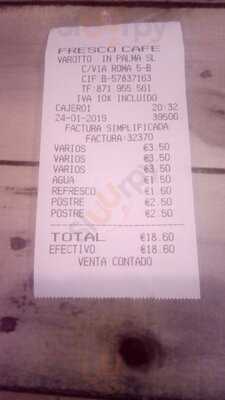 FRESCO CAFE
VAROTTO IN PALMA SL
C/VIA ROMA 5-B
CIF B-57837163
TF:871 955 561
IVA 10% INCLUIDO
CAJERO1 20:32
24-01-2019 39506
FACTURA SIMPLIFICADA
FACTURA:32370
VARIOS €3.50
VARIOS €3.50
VARIOS €3.50
AGUA €1.50
REFRESCO €1.60
POSTRE €2.50
POSTRE €2.50
TOTAL €18.60
EFECTIVO €18.60
VENTA CONTADO